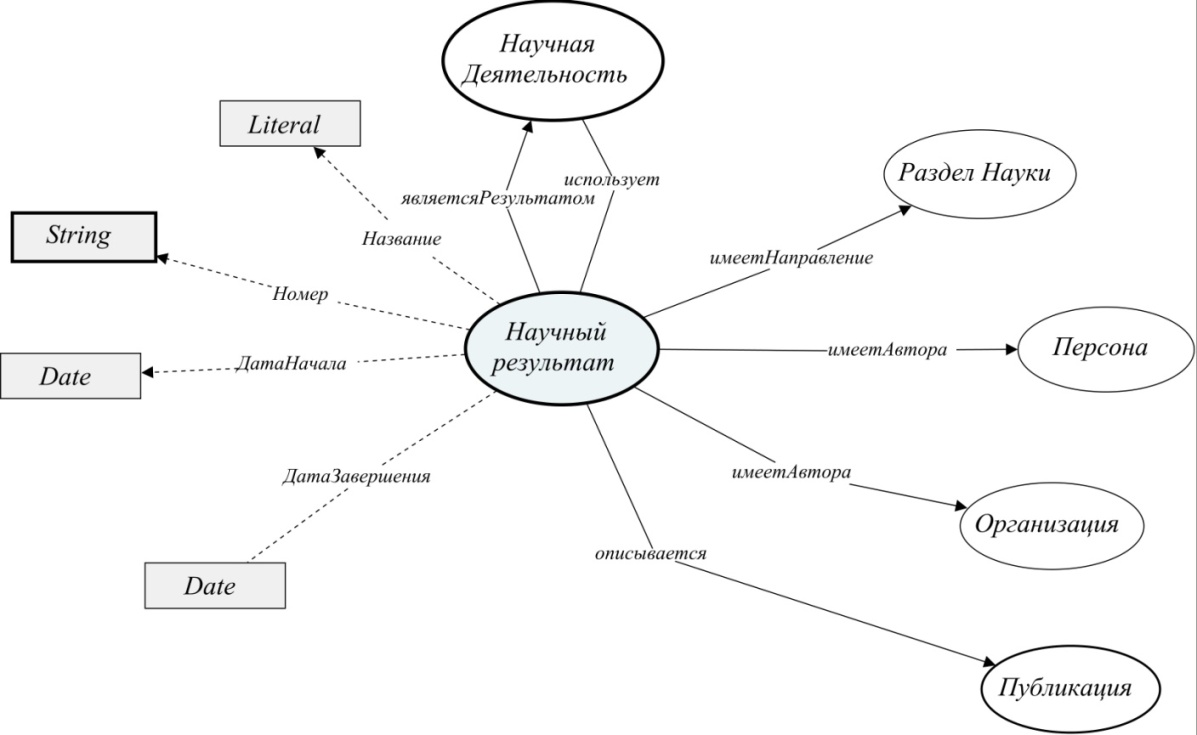 Научная
Деятельность
Literal
Раздел Науки
использует
являетсяРезультатом
String
Название
имеетНаправление
Номер
Научный
результат
имеетАвтора
Персона
ДатаНачала
Date
имеетАвтора
ДатаЗавершения
Организация
описывается
Date
Публикация